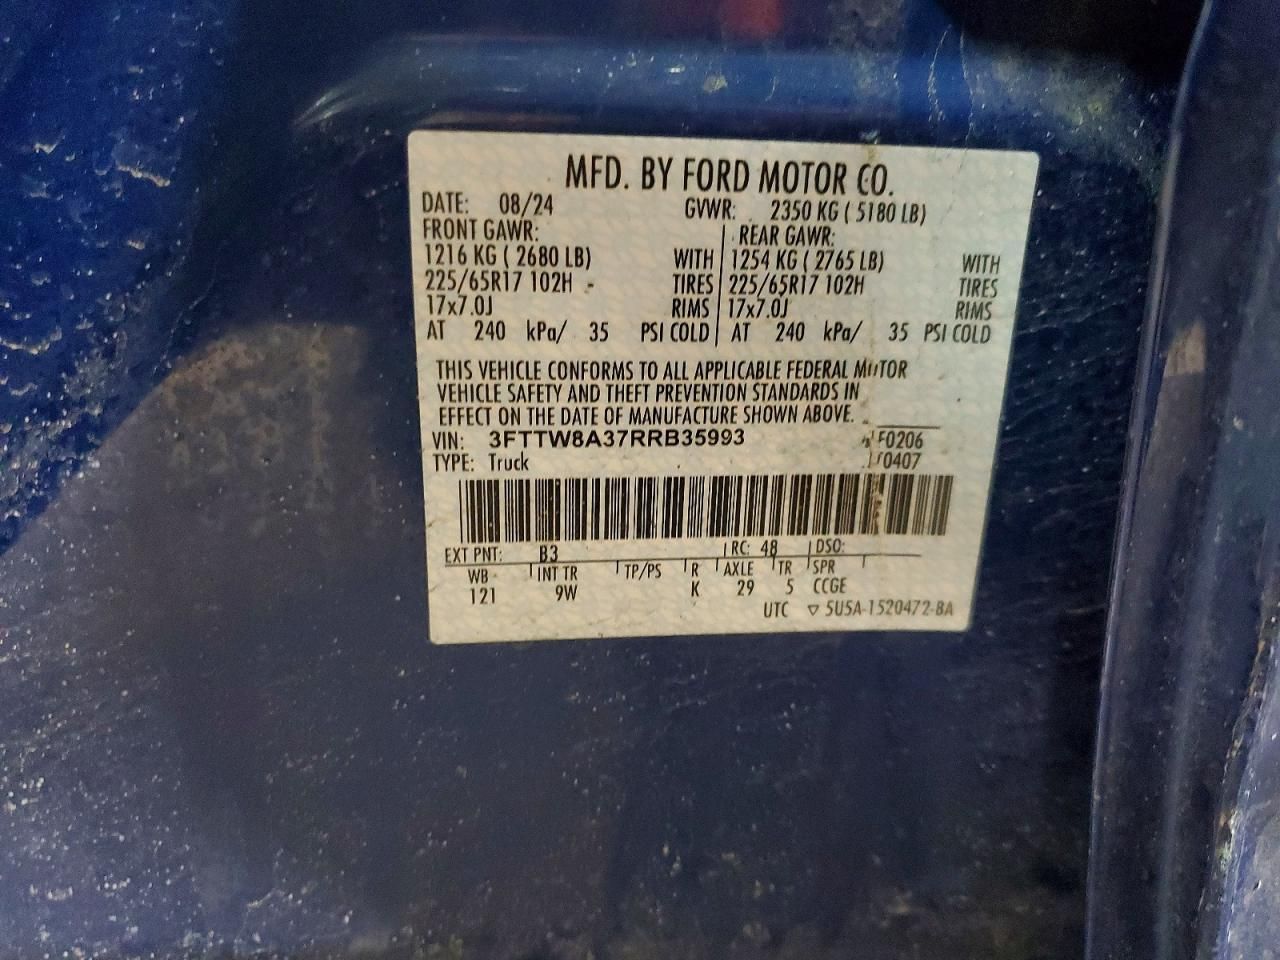 MFD. BY FORD MOTOR CO.
DATE: 08/24 GVWR: 2350 KG ( 5180 LB)
FRONT GAWR: REAR GAWR:
1216 KG ( 2680 LB) WITH 1254 KG ( 2765 LB) WITH
225/65R17 102H TIRES 225/65R17 102H TIRES
17x7.0J RIMS 17x7.0J RIMS
AT 240 kPa/ 35 PSI COLD AT 240 kPa/ 35 PSI COLD
THIS VEHICLE CONFORMS TO ALL APPLICABLE FEDERAL MOTOR
VEHICLE SAFETY AND THEFT PREVENTION STANDARDS IN
EFFECT ON THE DATE OF MANUFACTURE SHOWN ABOVE.
VIN: 3FTTW8A37RRB35993 F0206
TYPE: Truck 0407
EXT PNT: B3 RC: 48 DSO:
WB INT TR TP/PS R AXLE TR SPR
121 9W K 29 5 CCGE
UTC ▽ 5U5A-1520472-BA